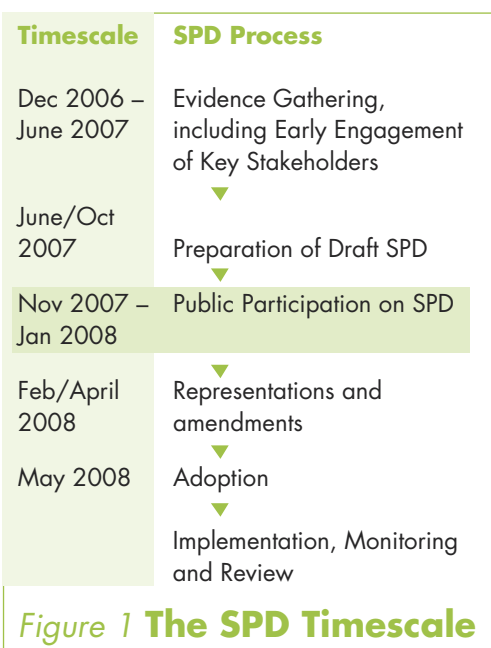 Timescale SPD Process
Dec 2006 – Evidence Gathering,
June 2007 including Early Engagement
of Key Stakeholders
June/Oct
2007 Preparation of Draft SPD
Nov 2007 – Public Participation on SPD
Jan 2008
Feb/April Representations and
2008 amendments
May 2008 Adoption
Implementation, Monitoring
and Review
Figure 1 The SPD Timescale